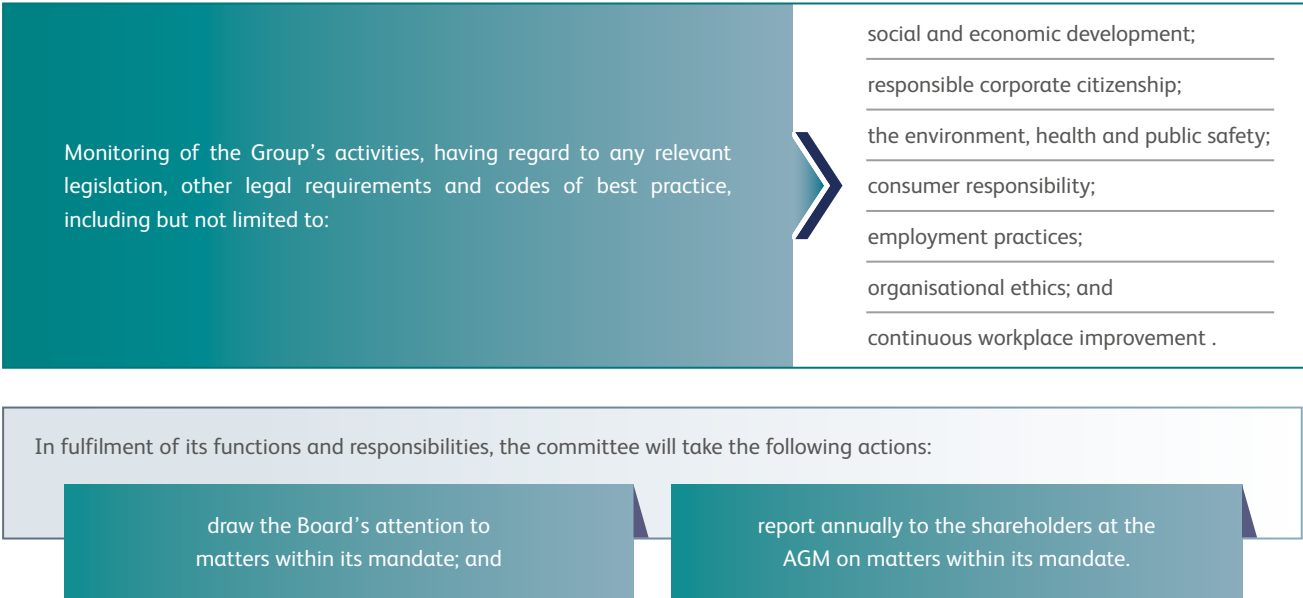 Monitoring of the Group’s activities, having regard to any relevant
legislation, other legal requirements and codes of best practice,
including but not limited to:
social and economic development;
responsible corporate citizenship;
the environment, health and public safety;
consumer responsibility;
employment practices;
organisational ethics; and
continuous workplace improvement .
In fulfilment of its functions and responsibilities, the committee will take the following actions:
draw the Board’s attention to
matters within its mandate; and
report annually to the shareholders at the
AGM on matters within its mandate.